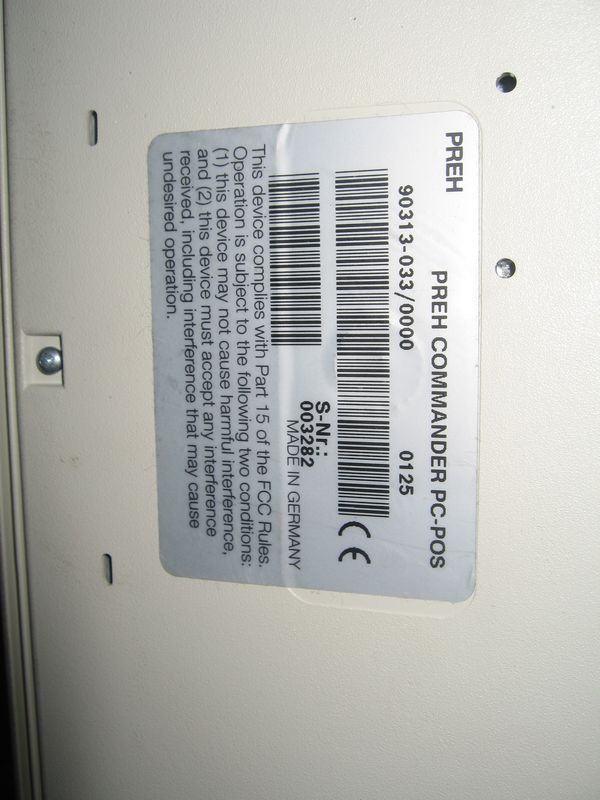 PREH PREH COMMANDER PC-POS
90313-033/0000 0125
CE
S-Nr.:
003282
MADE IN GERMANY
This device complies with Part 15 of the FCC Rules.
Operation is subject to the following two conditions:
(1) this device may not cause harmful interference,
and (2) this device must accept any interference
received, including interference that may cause
undesired operation.